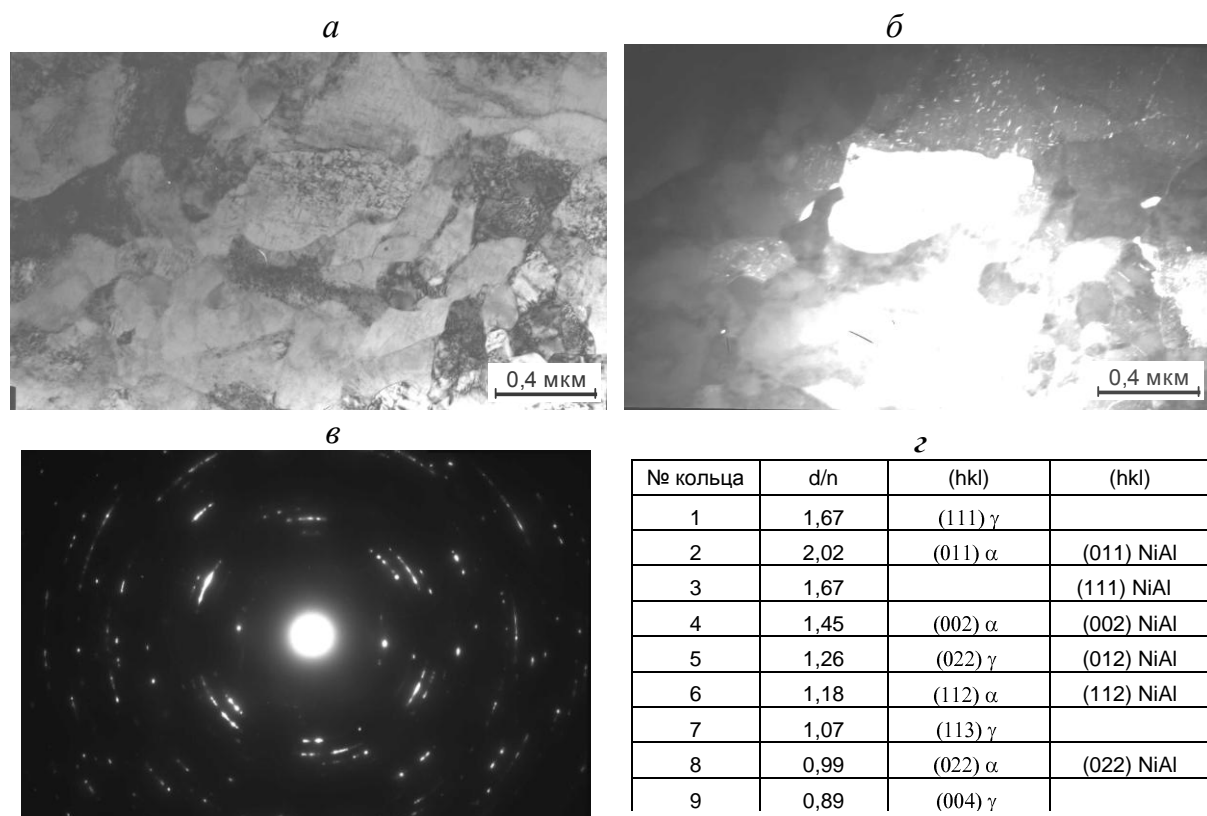 а
б
0,4 мкм
0,4 мкм
в
г
№ кольца d/n (hkl) (hkl)
1 1,67 (111) γ
2 2,02 (011) α (011) NiAl
3 1,67 (111) NiAl
4 1,45 (002) α (002) NiAl
5 1,26 (022) γ (012) NiAl
6 1,18 (112) α (112) NiAl
7 1,07 (113) γ
8 0,99 (022) α (022) NiAl
9 0,89 (004) γ